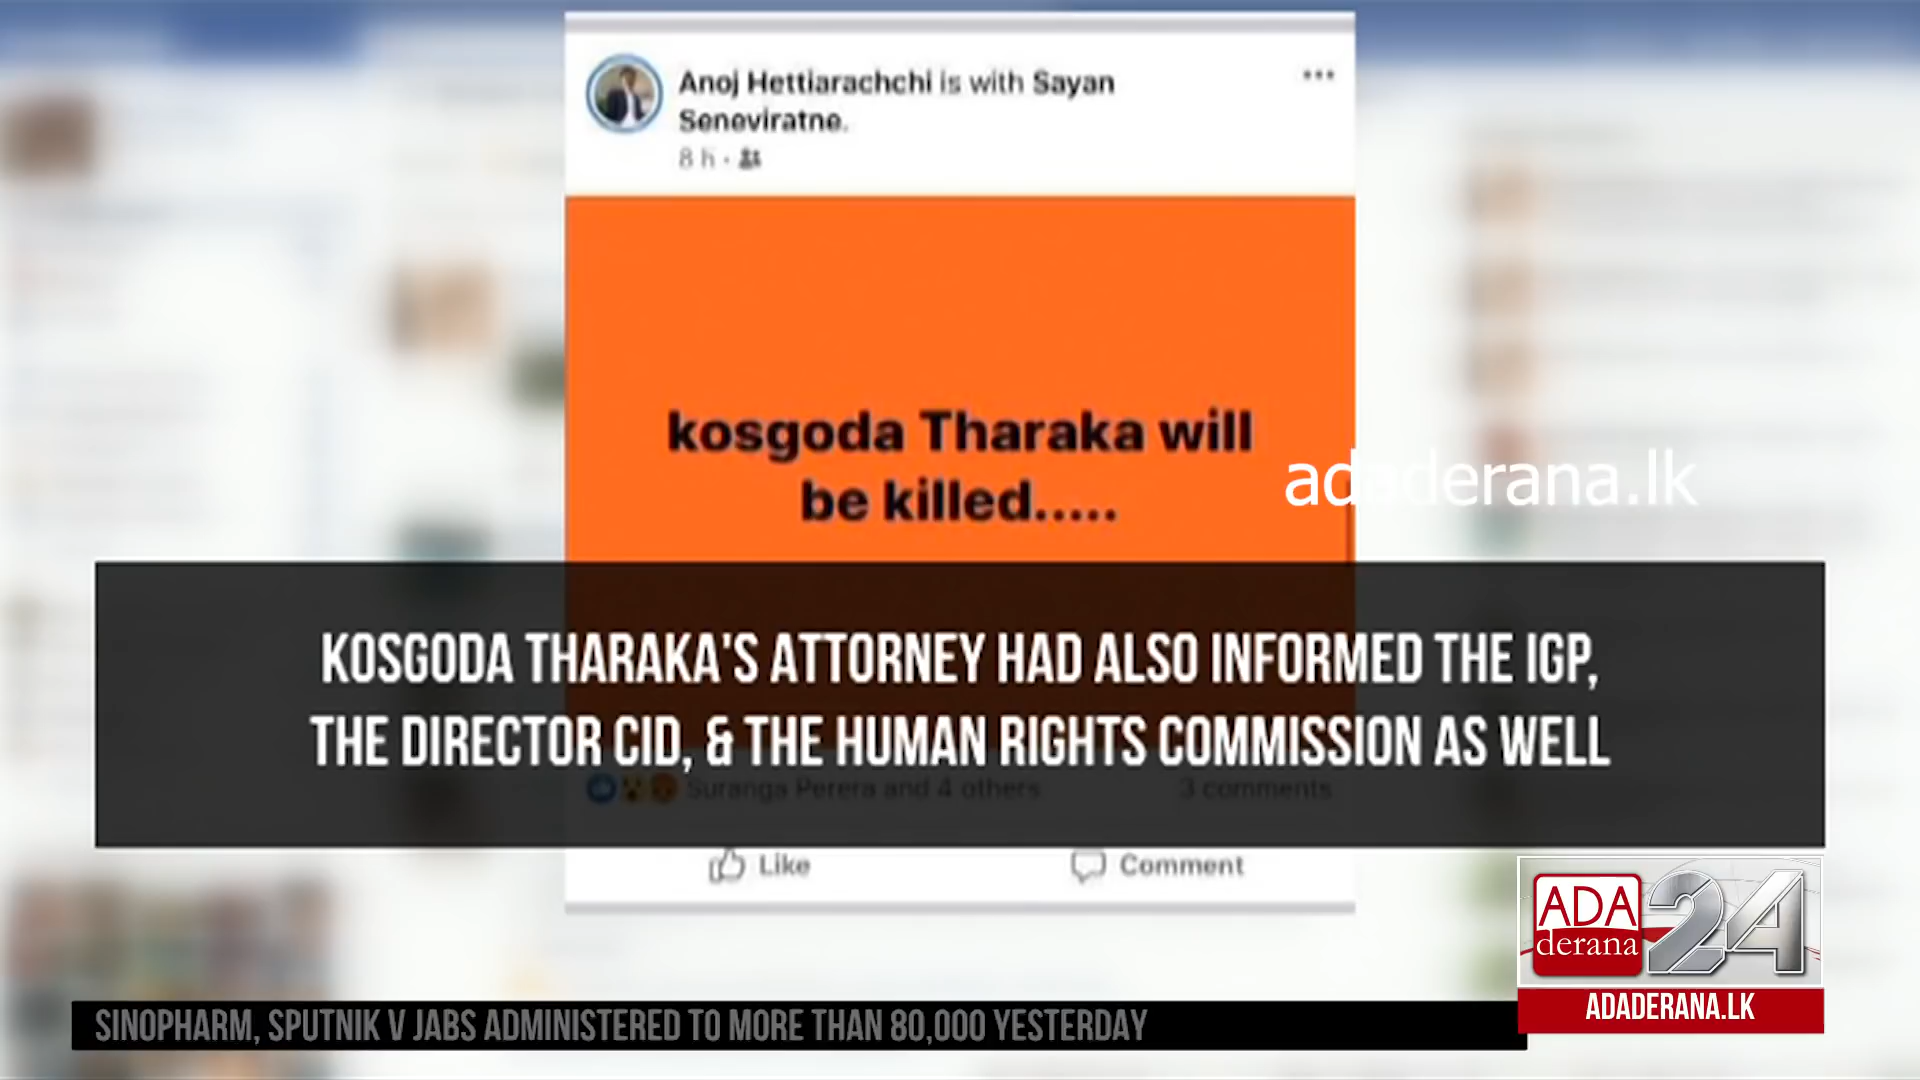 Anoj Hettiarachchi is with Sayan
Seneviratne.
8 h
kosgoda Tharaka will
be killed.....
adaderana.lk
KOSGODA THARAKA'S ATTORNEY HAD ALSO INFORMED THE IGP,
THE DIRECTOR CID, & THE HUMAN RIGHTS COMMISSION AS WELL
Suranga Perera and 4 others 3 comments
Like Comment
ADA
derana
24
ADADERANA.LK
SINOPHARM, SPUTNIK V JABS ADMINISTERED TO MORE THAN 80,000 YESTERDAY